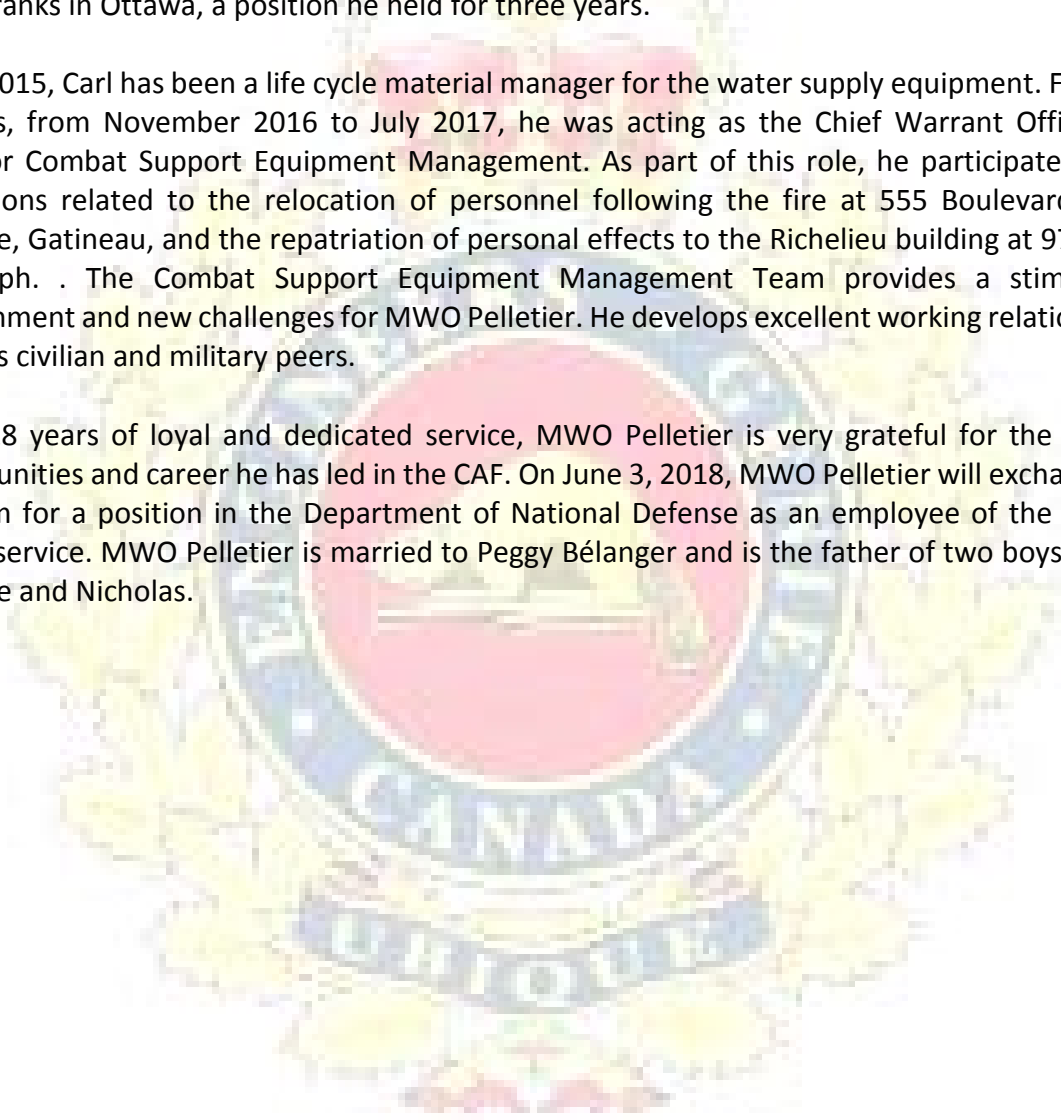 ranks in Ottawa, a position he held for three years.
015, Carl has been a life cycle material manager for the water supply equipment. F
s, from November 2016 to July 2017, he was acting as the Chief Warrant Offi
or Combat Support Equipment Management. As part of this role, he participate
ions related to the relocation of personnel following the fire at 555 Boulevard
e, Gatineau, and the repatriation of personal effects to the Richelieu building at 97
ph. . The Combat Support Equipment Management Team provides a stim
nment and new challenges for MWO Pelletier. He develops excellent working relatio
s civilian and military peers.
8 years of loyal and dedicated service, MWO Pelletier is very grateful for the
unities and career he has led in the CAF. On June 3, 2018, MWO Pelletier will excha
m for a position in the Department of National Defense as an employee of the
service. MWO Pelletier is married to Peggy Bélanger and is the father of two boys
e and Nicholas.
CANADA
UBIQUE